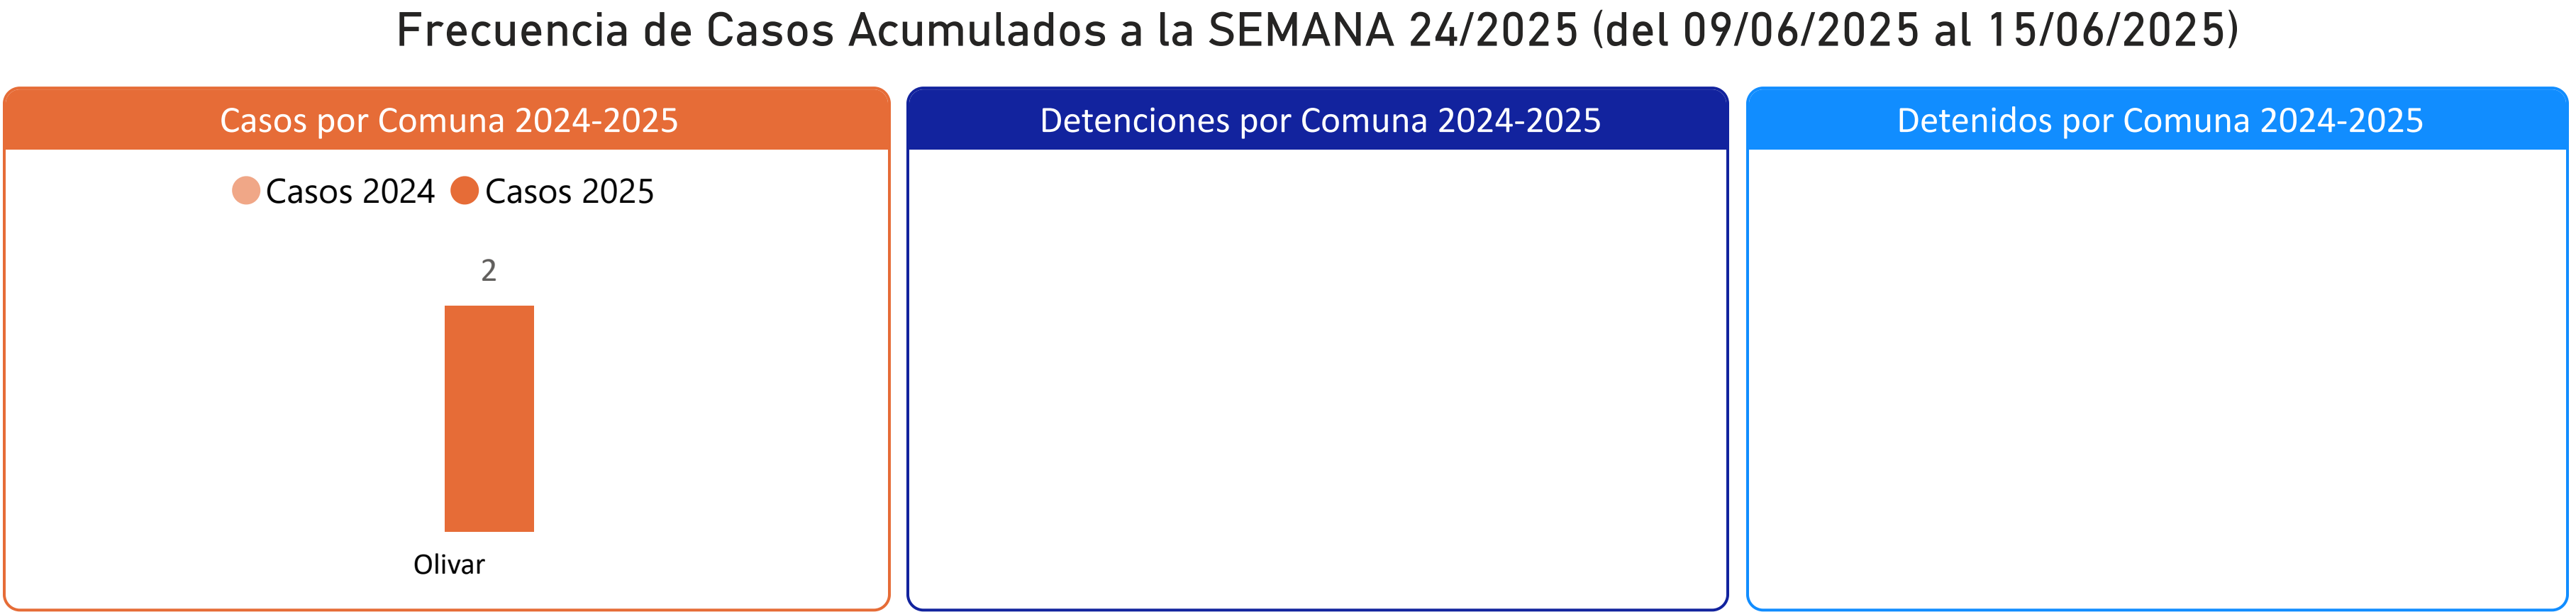 Frecuencia de Casos Acumulados a la SEMANA 24/2025 (del 09/06/2025 al 15/06/2025)
Casos por Comuna 2024-2025
Casos 2024 Casos 2025
2
Olivar
Detenciones por Comuna 2024-2025
Detenidos por Comuna 2024-2025